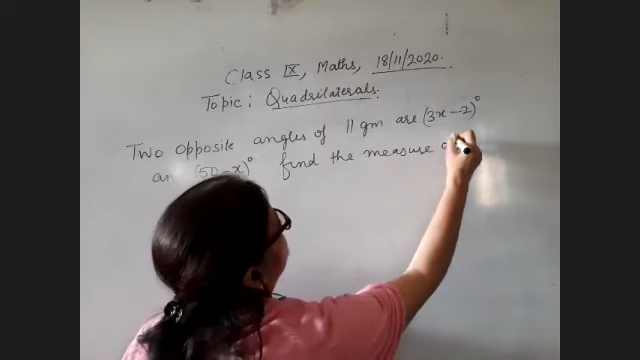 Class IX, Maths, 18/11/2020.
Topic : Quadrilaterals.
Two opposite angles of ||gm are (3x-2)°
an (50-x)° find the measure